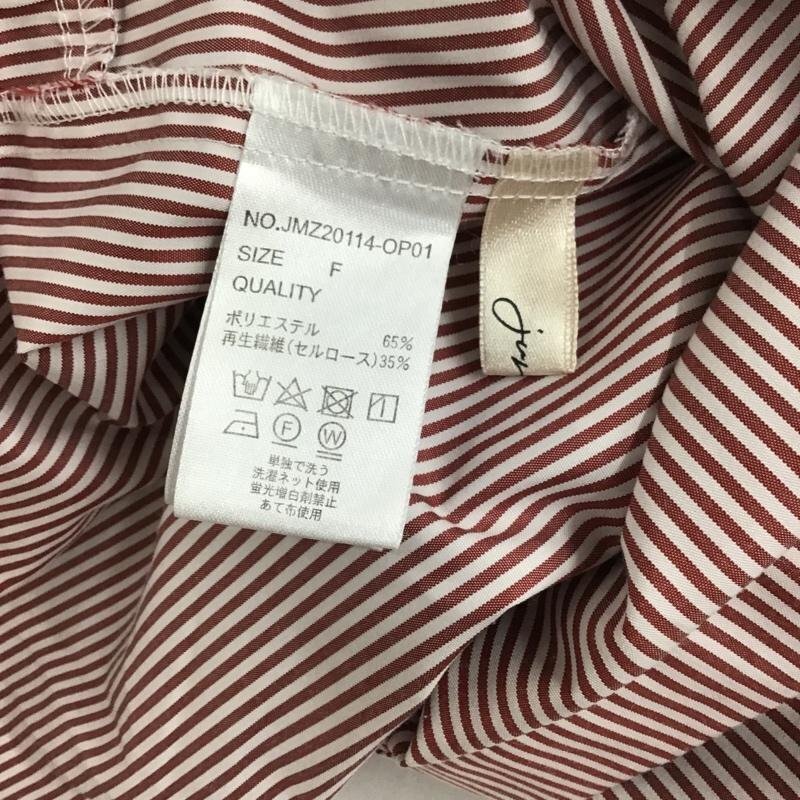 NO.JMZ20114-OP01
SIZE F
QUALITY
ポリエステル 65%
再生繊維(セルロース)35%
F W
単独で洗う
洗濯ネット使用
蛍光増白剤禁止
あて布使用